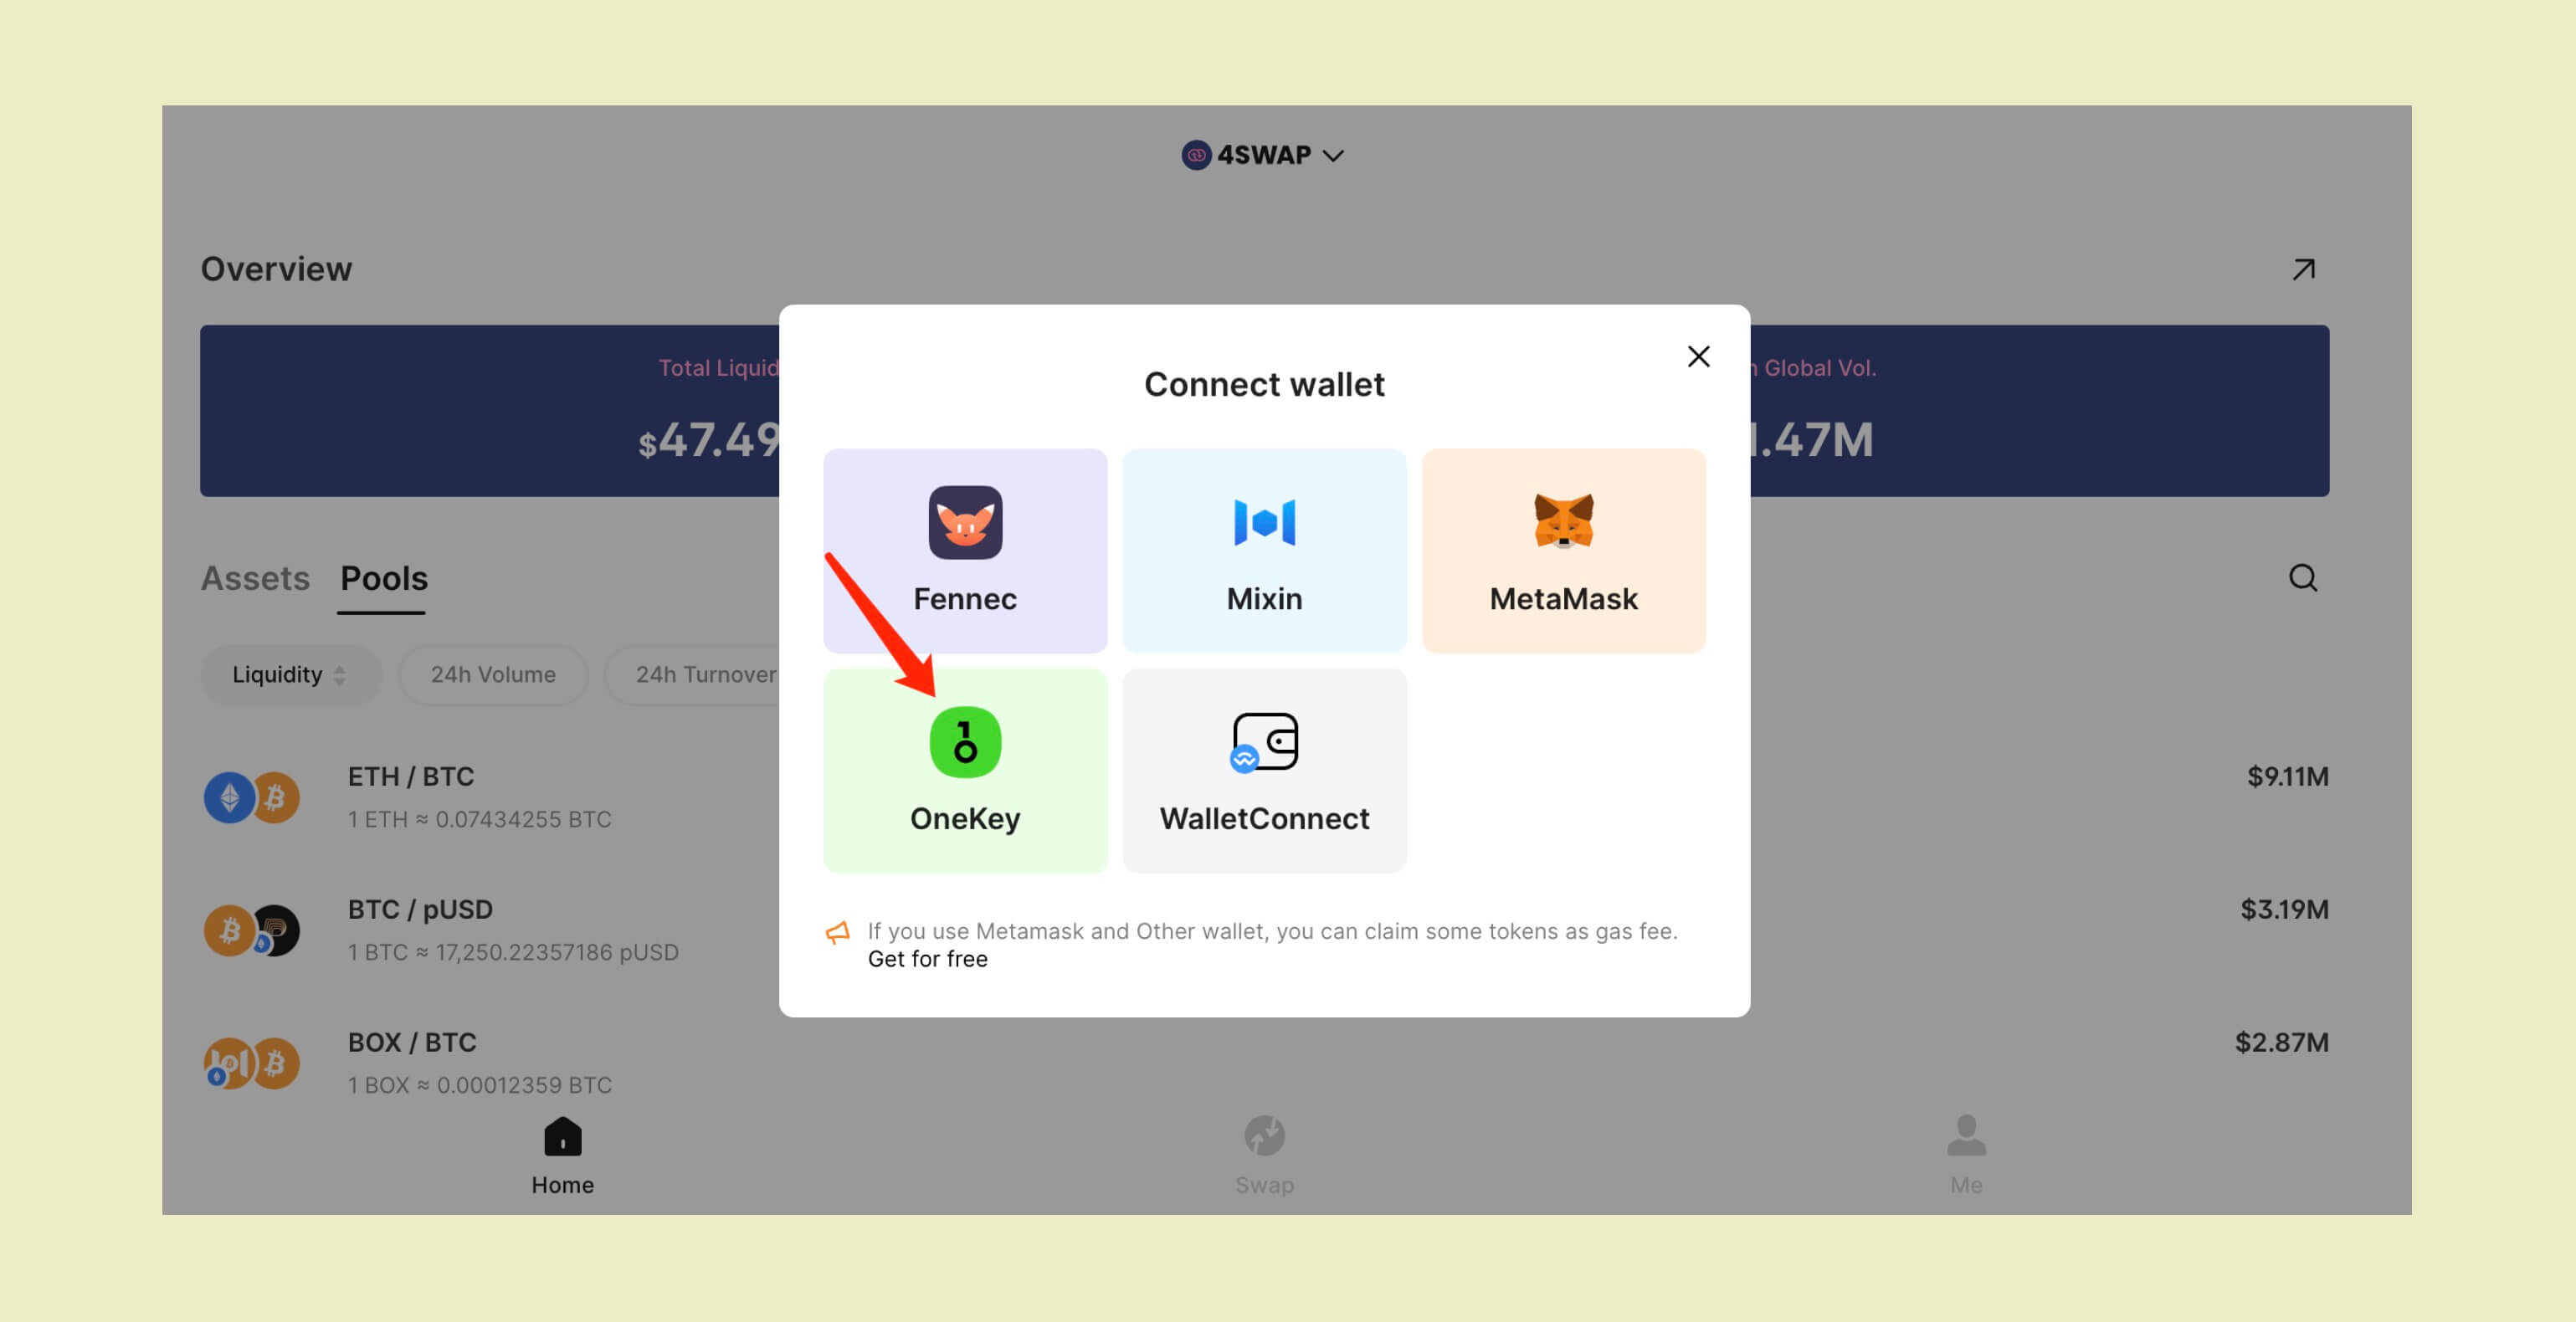 4SWAP
Overview
Total Liquid
Global Vol.
$47.49
.47M
Connect wallet
Fennec
Mixin
MetaMask
OneKey
WalletConnect
If you use Metamask and Other wallet, you can claim some tokens as gas fee.
Get for free
Assets Pools
Liquidity 24h Volume 24h Turnover
ETH / BTC
$9.11M
1 ETH ≈ 0.07434255 BTC
BTC / pUSD
$3.19M
1 BTC ≈ 17,250.22357186 pUSD
BOX / BTC
$2.87M
1 BOX ≈ 0.00012359 BTC
Home
Swap
Me